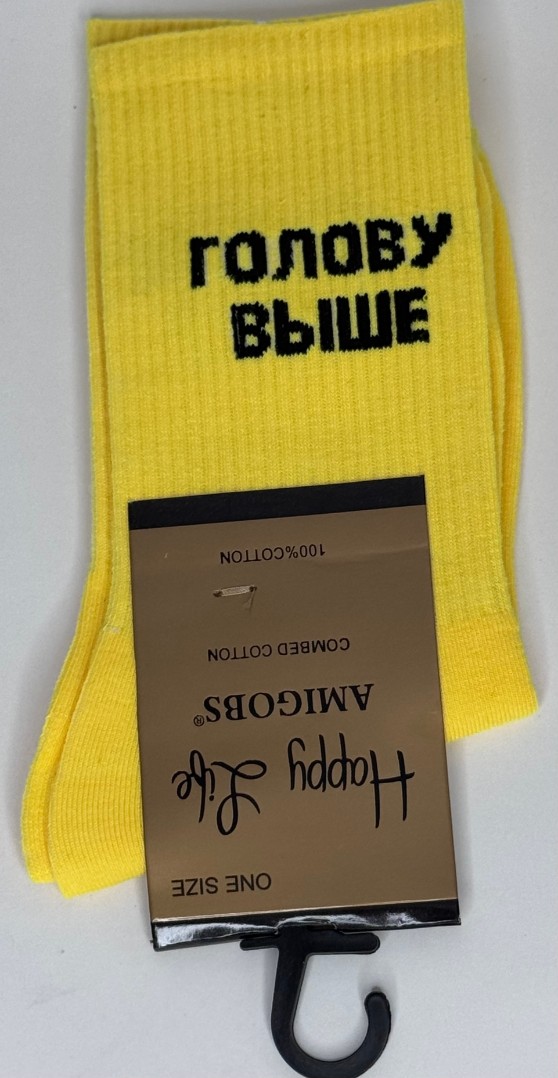 ГОЛОВУ
ВЫШЕ
ONE SIZE
Happy Life
AMIGOBS®
COMBED COTTON
100%COTTON